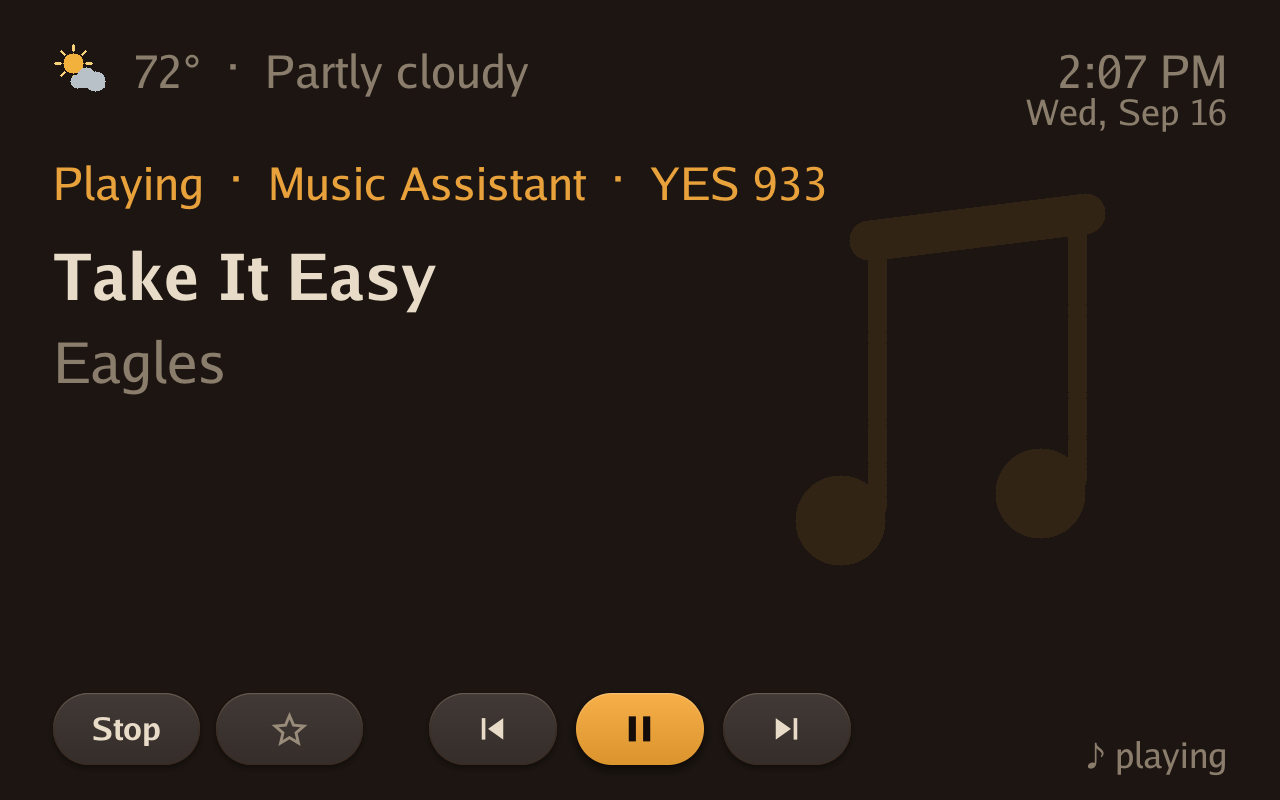 72° · Partly cloudy
2:07 PM
Wed, Sep 16
Playing · Music Assistant · YES 933
Take It Easy
Eagles
Stop
♪ playing